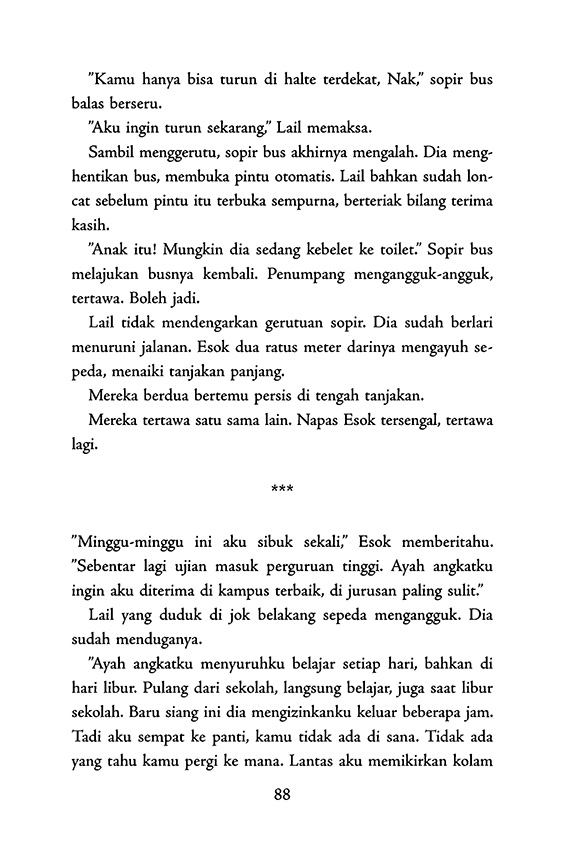 ”Kamu hanya bisa turun di halte terdekat, Nak,” sopir bus
balas berseru.
”Aku ingin turun sekarang,” Lail memaksa.
Sambil menggerutu, sopir bus akhirnya mengalah. Dia meng-
hentikan bus, membuka pintu otomatis. Lail bahkan sudah lon-
cat sebelum pintu itu terbuka sempurna, berteriak bilang terima
kasih.
”Anak itu! Mungkin dia sedang kebelet ke toilet.” Sopir bus
melajukan busnya kembali. Penumpang mengangguk-angguk,
tertawa. Boleh jadi.
Lail tidak mendengarkan gerutuan sopir. Dia sudah berlari
menuruni jalanan. Esok dua ratus meter darinya mengayuh se-
peda, menaiki tanjakan panjang.
Mereka berdua bertemu persis di tengah tanjakan.
Mereka tertawa satu sama lain. Napas Esok tersengal, tertawa
lagi.
***
”Minggu-minggu ini aku sibuk sekali,” Esok memberitahu.
”Sebentar lagi ujian masuk perguruan tinggi. Ayah angkatku
ingin aku diterima di kampus terbaik, di jurusan paling sulit.”
Lail yang duduk di jok belakang sepeda mengangguk. Dia
sudah menduganya.
”Ayah angkatku menyuruhku belajar setiap hari, bahkan di
hari libur. Pulang dari sekolah, langsung belajar, juga saat libur
sekolah. Baru siang ini dia mengizinkanku keluar beberapa jam.
Tadi aku sempat ke panti, kamu tidak ada di sana. Tidak ada
yang tahu kamu pergi ke mana. Lantas aku memikirkan kolam
88